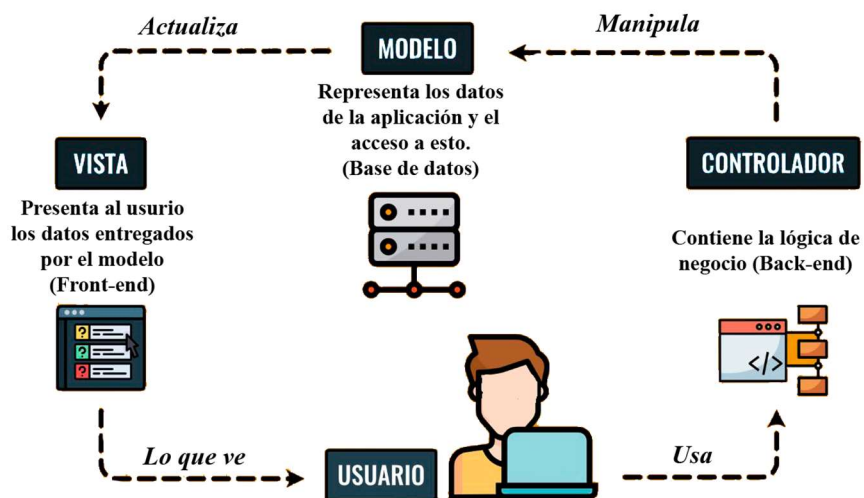 Actualiza
MODELO
Manipula
Representa los datos
de la aplicación y el
acceso a esto.
(Base de datos)
VISTA
Presenta al usurio
los datos entregados
por el modelo
(Front-end)
CONTROLADOR
Contiene la lógica de
negocio (Back-end)
?
?
?
</>
Lo que ve
USUARIO
Usa